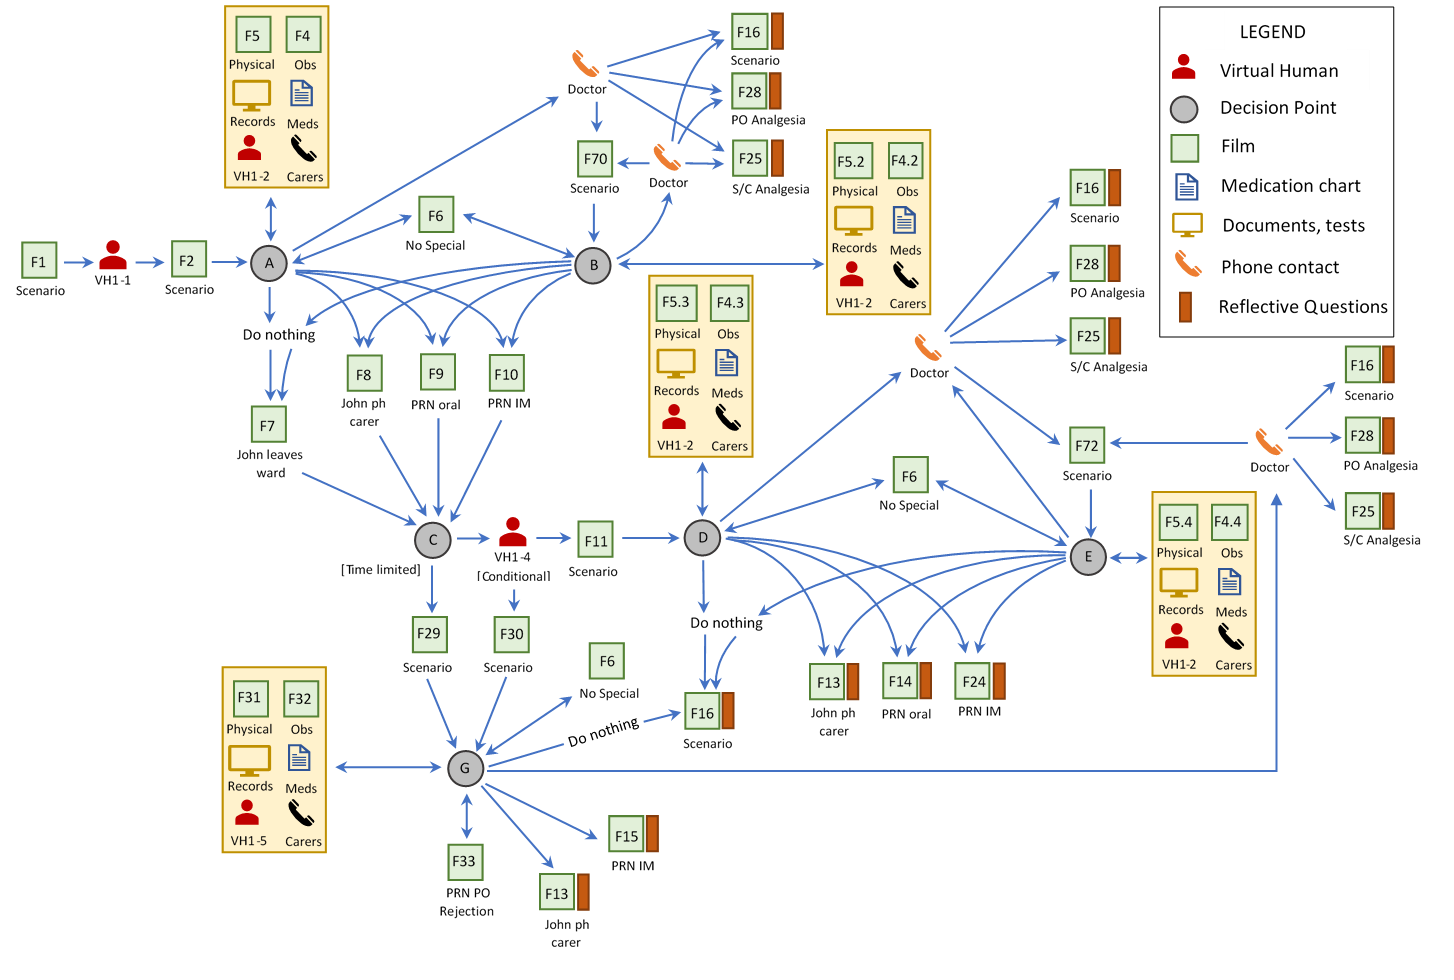 F5
F4
Physical
Obs
Records
Meds
VH1-2
Carers
F1
Scenario
VH1-1
F2
Scenario
A
F6
No Special
Doctor
F16
Scenario
F28
PO Analgesia
F70
Scenario
Doctor
F25
S/C Analgesia
B
F5.2
F4.2
Physical
Obs
Records
Meds
VH1-2
Carers
LEGEND
Virtual Human
Decision Point
Film
Medication chart
Documents, tests
Phone contact
Reflective Questions
F16
Scenario
F28
PO Analgesia
F25
S/C Analgesia
Doctor
Do nothing
F8
John ph
carer
F9
PRN oral
F10
PRN IM
F7
John leaves
ward
F5.3
F4.3
Physical
Obs
Records
Meds
VH1-2
Carers
F16
Scenario
F28
PO Analgesia
F25
S/C Analgesia
Doctor
F72
Scenario
F6
No Special
C
[Time limited]
VH1-4
[Conditional]
F11
Scenario
D
E
F5.4
F4.4
Physical
Obs
Records
Meds
VH1-2
Carers
Do nothing
F29
Scenario
F30
Scenario
F6
No Special
F16
Scenario
F13
John ph
carer
F14
PRN oral
F24
PRN IM
Do nothing
F31
F32
Physical
Obs
Records
Meds
VH1-5
Carers
G
F33
PRN PO
Rejection
F15
PRN IM
F13
John ph
carer